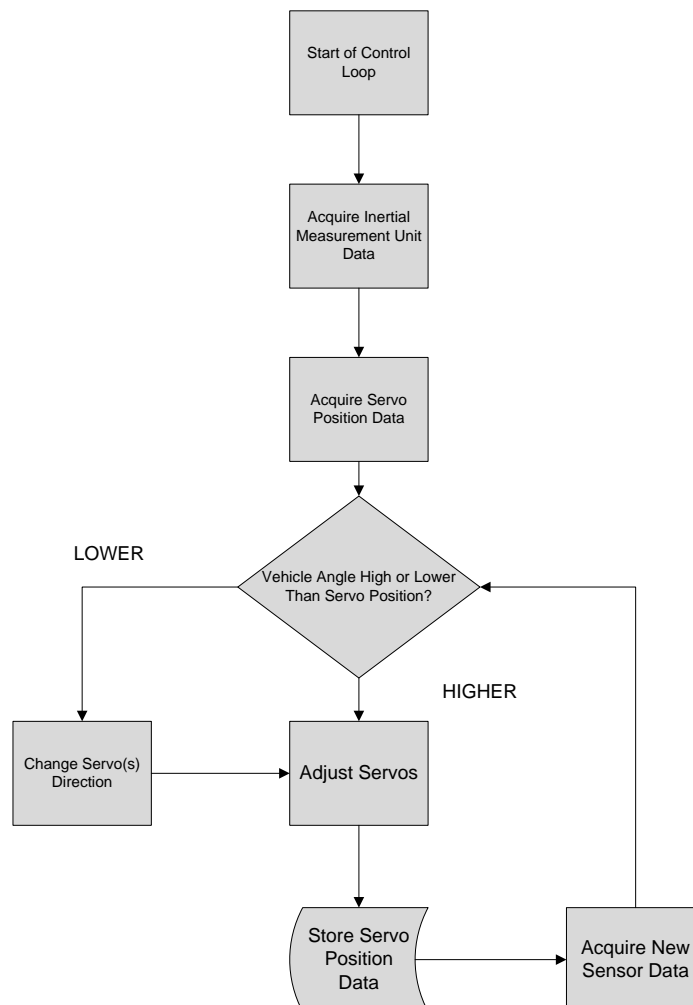 Start of Control
Loop
Acquire Inertial
Measurement Unit
Data
Acquire Servo
Position Data
LOWER
Vehicle Angle High or Lower
Than Servo Position?
HIGHER
Change Servo(s)
Direction
Adjust Servos
Store Servo
Position
Data
Acquire New
Sensor Data